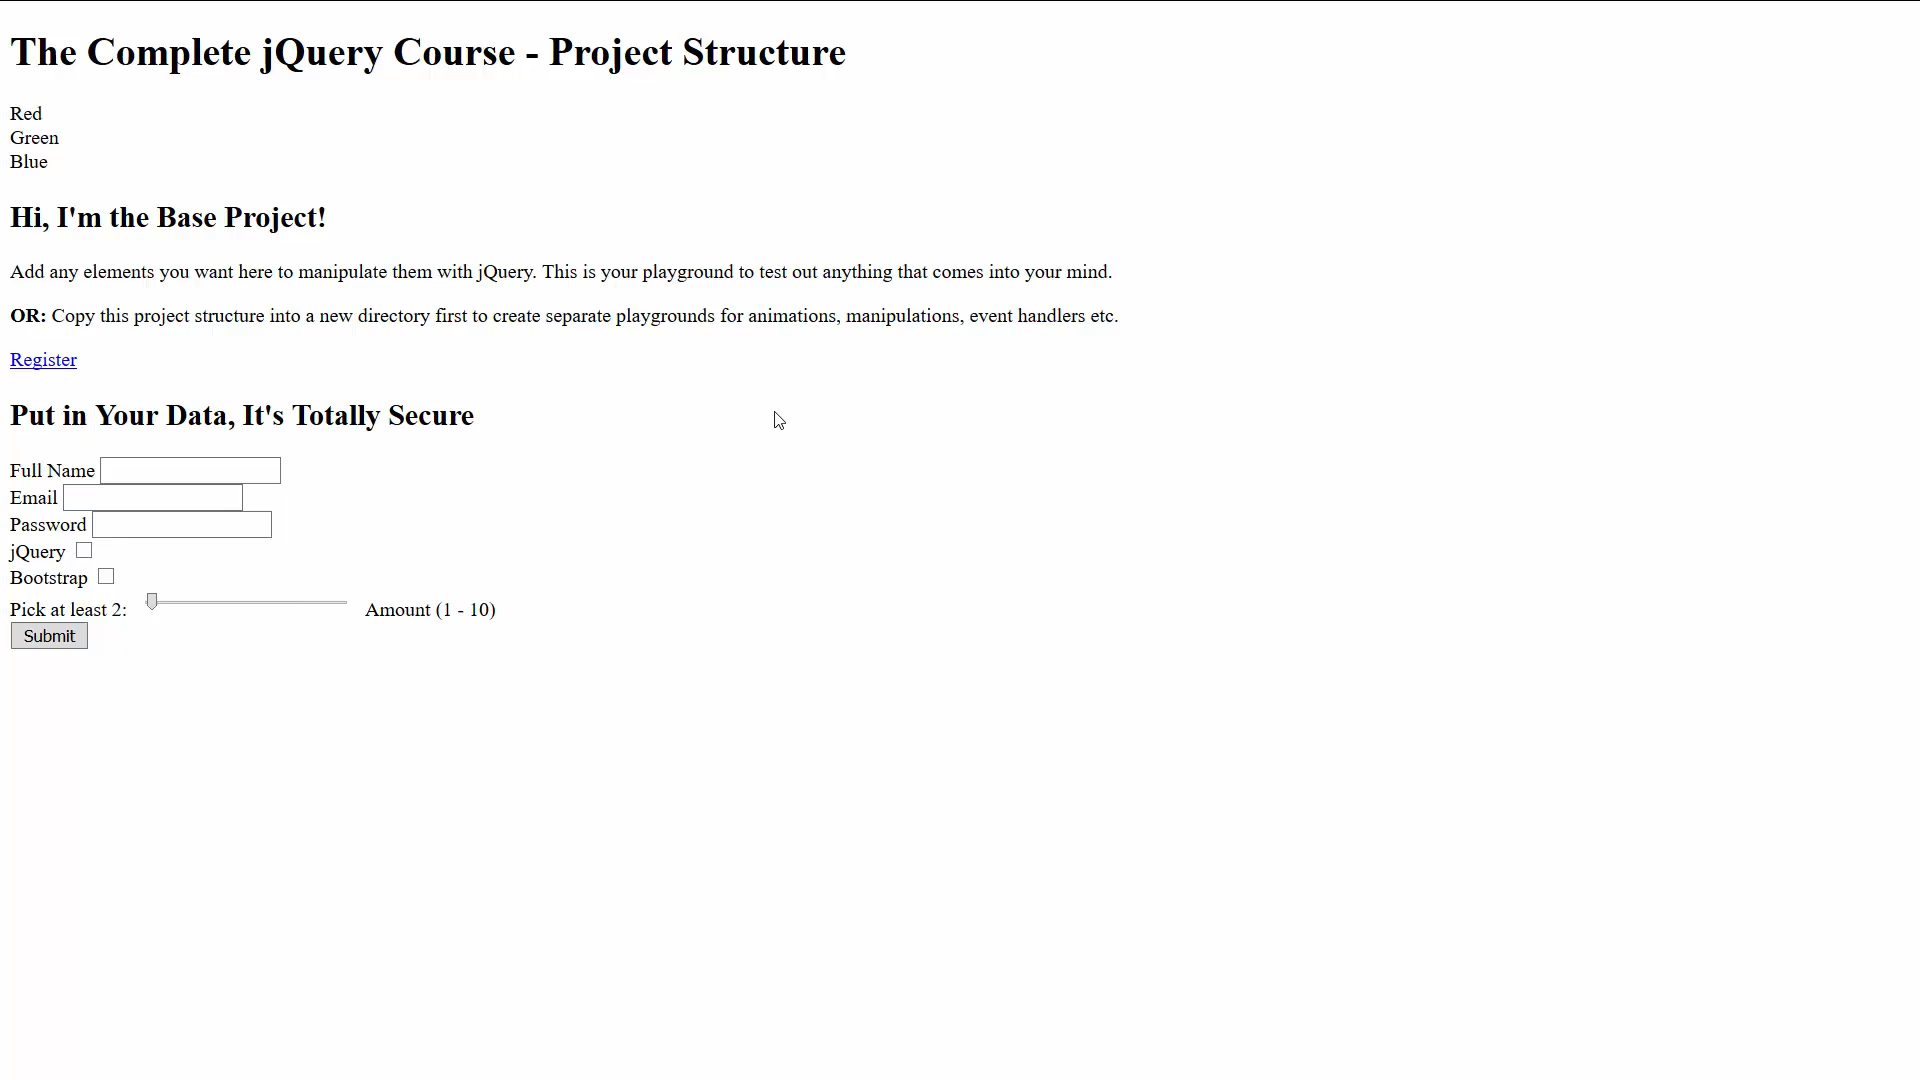 The Complete jQuery Course - Project Structure
Red
Green
Blue
Hi, I'm the Base Project!
Add any elements you want here to manipulate them with jQuery. This is your playground to test out anything that comes into your mind.
OR: Copy this project structure into a new directory first to create separate playgrounds for animations, manipulations, event handlers etc.
Register
Put in Your Data, It's Totally Secure
Full Name
Email
Password
jQuery
Bootstrap
Pick at least 2: Amount (1 - 10)
Submit